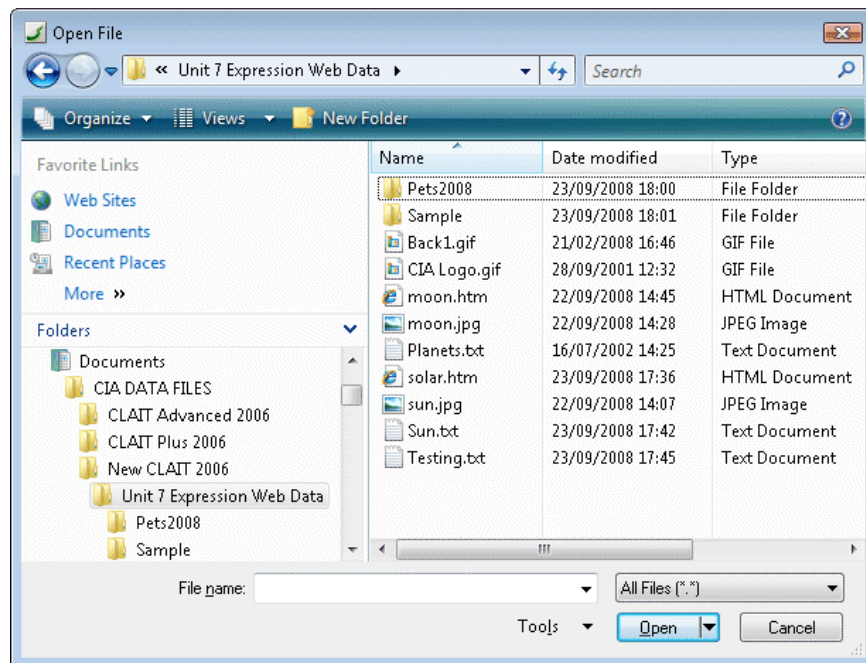 Open File
« Unit 7 Expression Web Data
Search
Organize Views New Folder
Favorite Links
Web Sites
Documents
Recent Places
More »
Folders
Documents
CIA DATA FILES
CLAIT Advanced 2006
CLAIT Plus 2006
New CLAIT 2006
Unit 7 Expression Web Data
Pets2008
Sample
Name Date modified Type
Pets2008 23/09/2008 18:00 File Folder
Sample 23/09/2008 18:01 File Folder
Back1.gif 21/02/2008 16:46 GIF File
CIA Logo.gif 28/09/2001 12:32 GIF File
moon.htm 22/09/2008 14:45 HTML Document
moon.jpg 22/09/2008 14:28 JPEG Image
Planets.txt 16/07/2002 14:25 Text Document
solar.htm 23/09/2008 17:36 HTML Document
sun.jpg 22/09/2008 14:07 JPEG Image
Sun.txt 23/09/2008 17:42 Text Document
Testing.txt 23/09/2008 17:45 Text Document
File name: All Files (*.*)
Tools Open Cancel